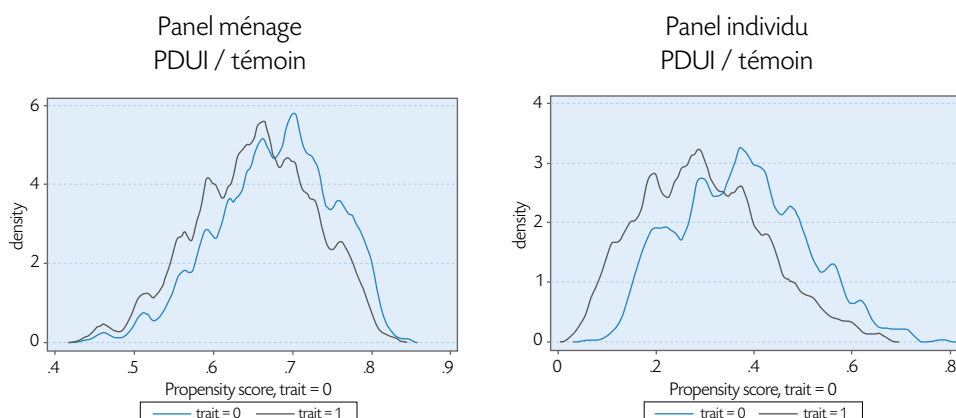 Panel ménage
PDUI / témoin
6
4
2
0
density
.4 .5 .6 .7 .8 .9
Propensity score, trait = 0
trait = 0 trait = 1
Panel individu
PDUI / témoin
4
3
2
1
0
density
0 .2 .4 .6 .8
Propensity score, trait = 0
trait = 0 trait = 1